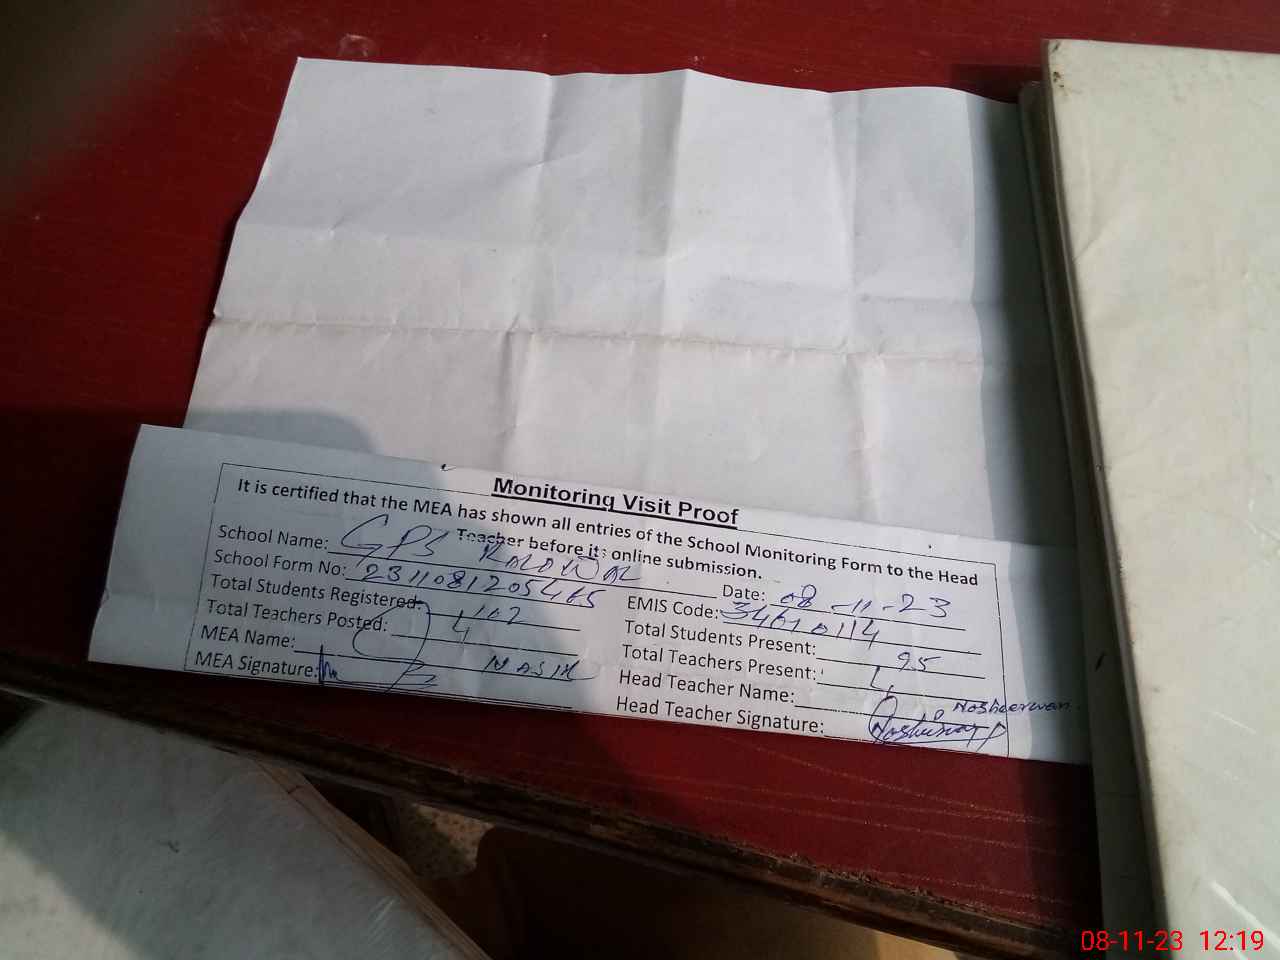 Monitoring Visit Proof
It is certified that the MEA has shown all entries of the School Monitoring Form to the Head
Teacher before its online submission.
School Name: GPS KALOWAL Date: 08-11-23
School Form No: 2311081205465 EMIS Code: 34610114
Total Students Registered: 102 Total Students Present: 95
Total Teachers Posted: 4 Total Teachers Present: 4
MEA Name: NASIR Head Teacher Name: Nosheerwan
MEA Signature: Head Teacher Signature:
08-11-23 12:19